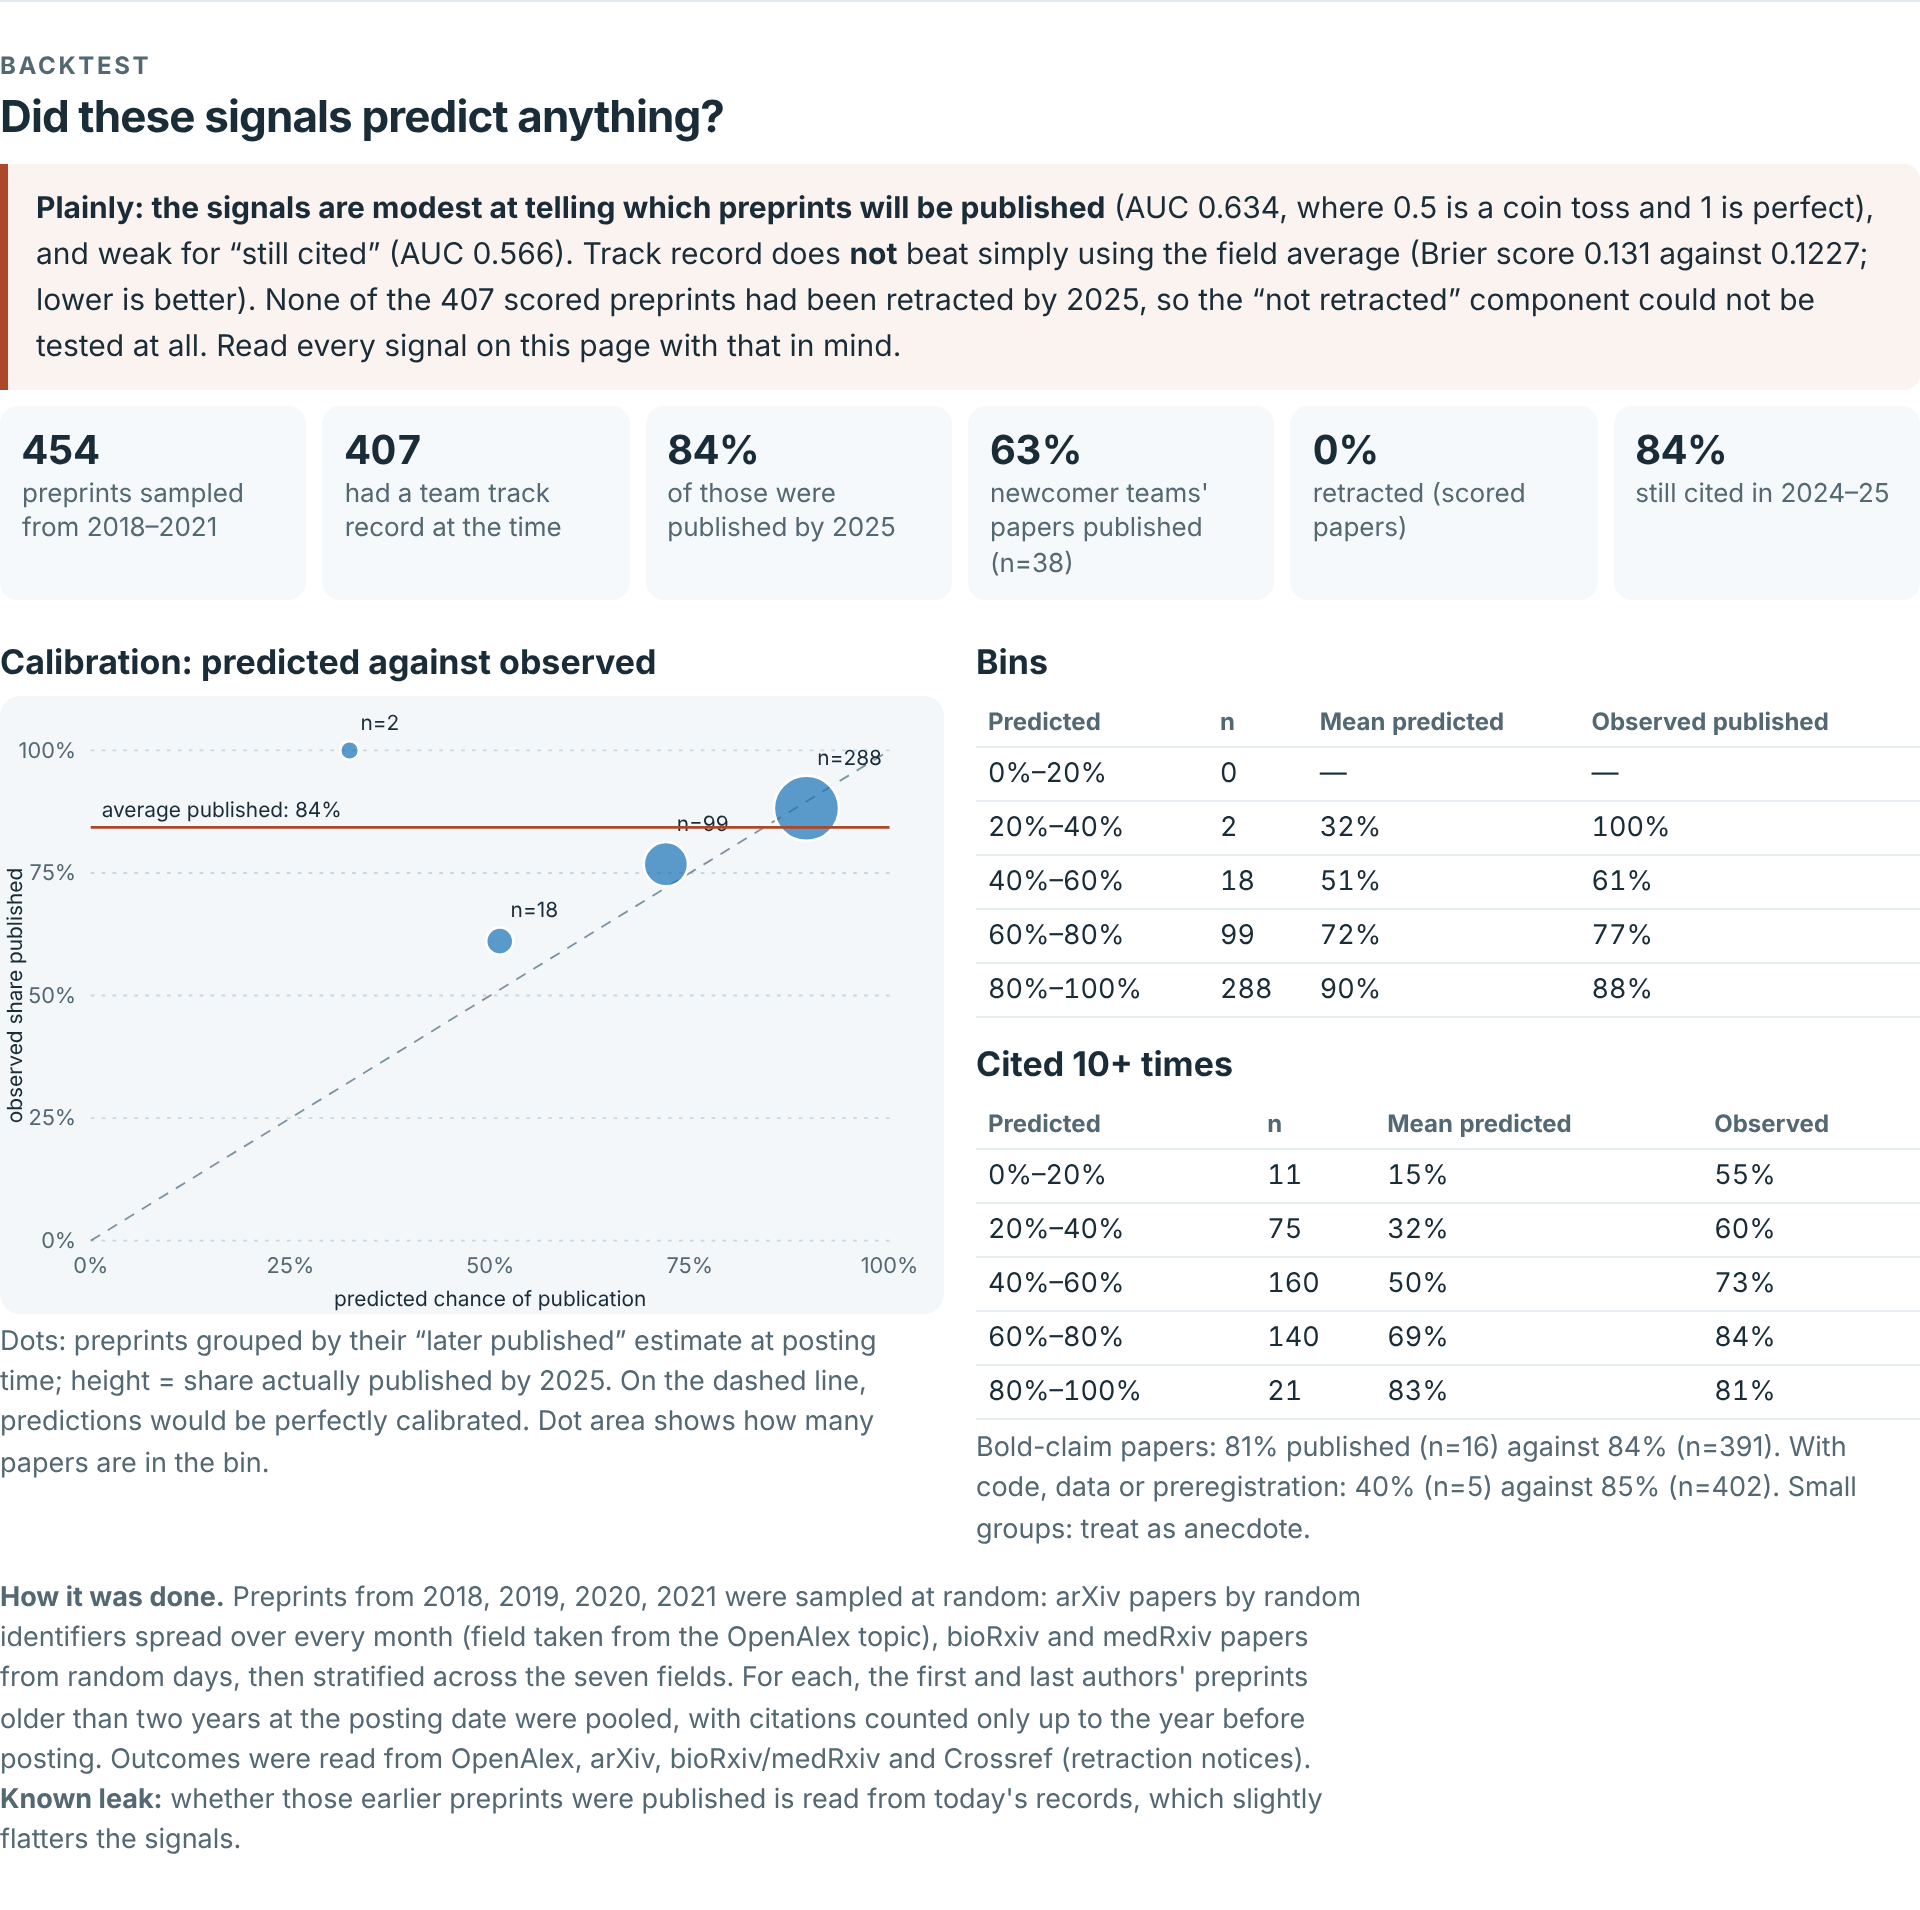 BACKTEST
Did these signals predict anything?
Plainly: the signals are modest at telling which preprints will be published (AUC 0.634, where 0.5 is a coin toss and 1 is perfect),
and weak for “still cited” (AUC 0.566). Track record does not beat simply using the field average (Brier score 0.131 against 0.1227;
lower is better). None of the 407 scored preprints had been retracted by 2025, so the “not retracted” component could not be
tested at all. Read every signal on this page with that in mind.
454
preprints sampled
from 2018–2021
407
had a team track
record at the time
84%
of those were
published by 2025
63%
newcomer teams'
papers published
(n=38)
0%
retracted (scored
papers)
84%
still cited in 2024–25
Calibration: predicted against observed
n=2
100%
n=288
average published: 84%
n=99
75%
n=18
50%
25%
0%
observed share published
0% 25% 50% 75% 100%
predicted chance of publication
Dots: preprints grouped by their “later published” estimate at posting
time; height = share actually published by 2025. On the dashed line,
predictions would be perfectly calibrated. Dot area shows how many
papers are in the bin.
Bins
Predicted n Mean predicted Observed published
0%–20% 0 — —
20%–40% 2 32% 100%
40%–60% 18 51% 61%
60%–80% 99 72% 77%
80%–100% 288 90% 88%
Cited 10+ times
Predicted n Mean predicted Observed
0%–20% 11 15% 55%
20%–40% 75 32% 60%
40%–60% 160 50% 73%
60%–80% 140 69% 84%
80%–100% 21 83% 81%
Bold-claim papers: 81% published (n=16) against 84% (n=391). With
code, data or preregistration: 40% (n=5) against 85% (n=402). Small
groups: treat as anecdote.
How it was done. Preprints from 2018, 2019, 2020, 2021 were sampled at random: arXiv papers by random
identifiers spread over every month (field taken from the OpenAlex topic), bioRxiv and medRxiv papers
from random days, then stratified across the seven fields. For each, the first and last authors' preprints
older than two years at the posting date were pooled, with citations counted only up to the year before
posting. Outcomes were read from OpenAlex, arXiv, bioRxiv/medRxiv and Crossref (retraction notices).
Known leak: whether those earlier preprints were published is read from today's records, which slightly
flatters the signals.